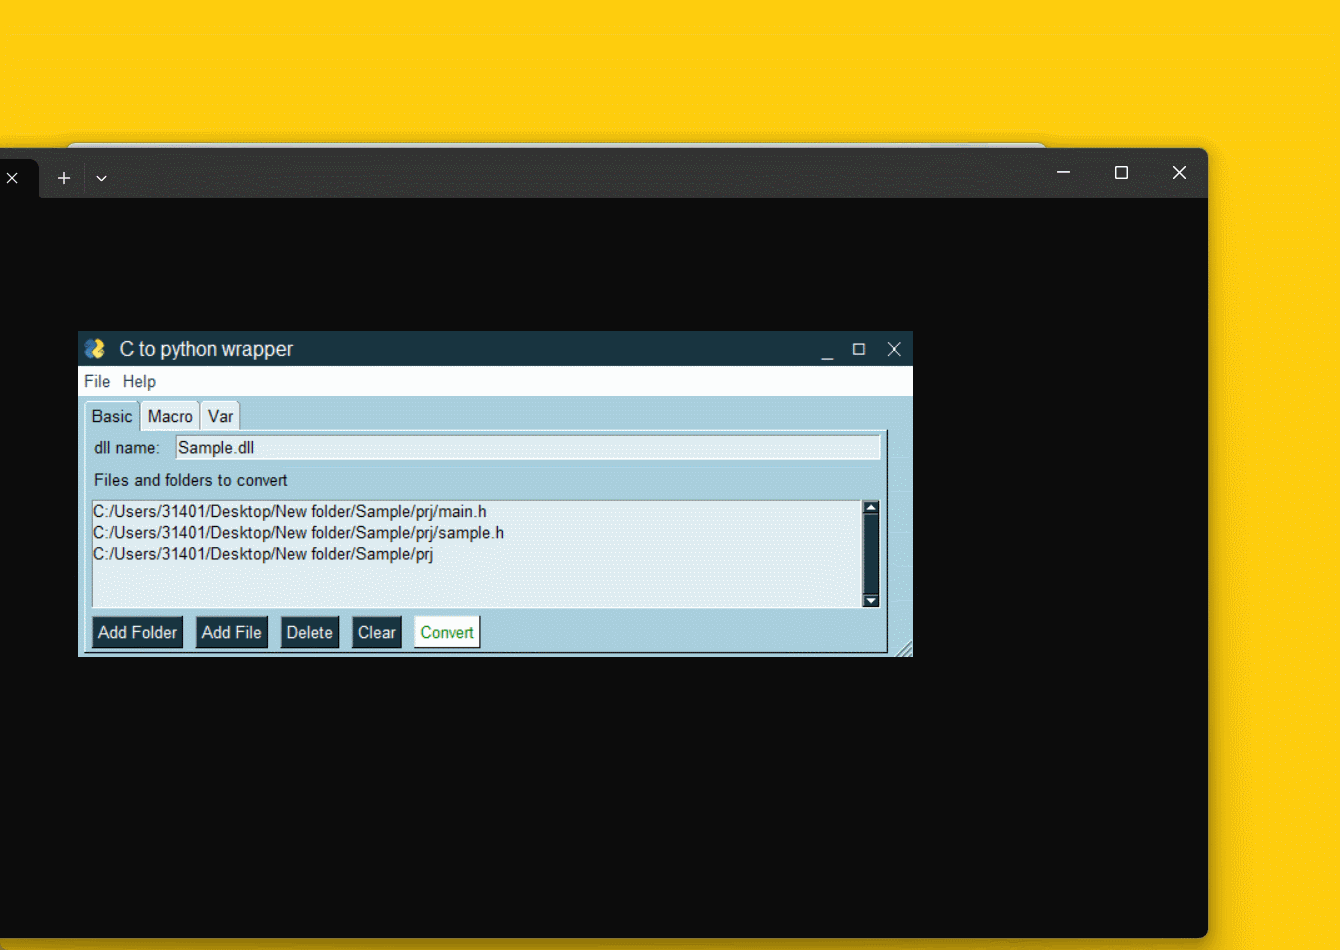 C to python wrapper
File Help
Basic Macro Var
dll name: Sample.dll
Files and folders to convert
C:/Users/31401/Desktop/New folder/Sample/prj/main.h
C:/Users/31401/Desktop/New folder/Sample/prj/sample.h
C:/Users/31401/Desktop/New folder/Sample/prj
Add Folder Add File Delete Clear Convert